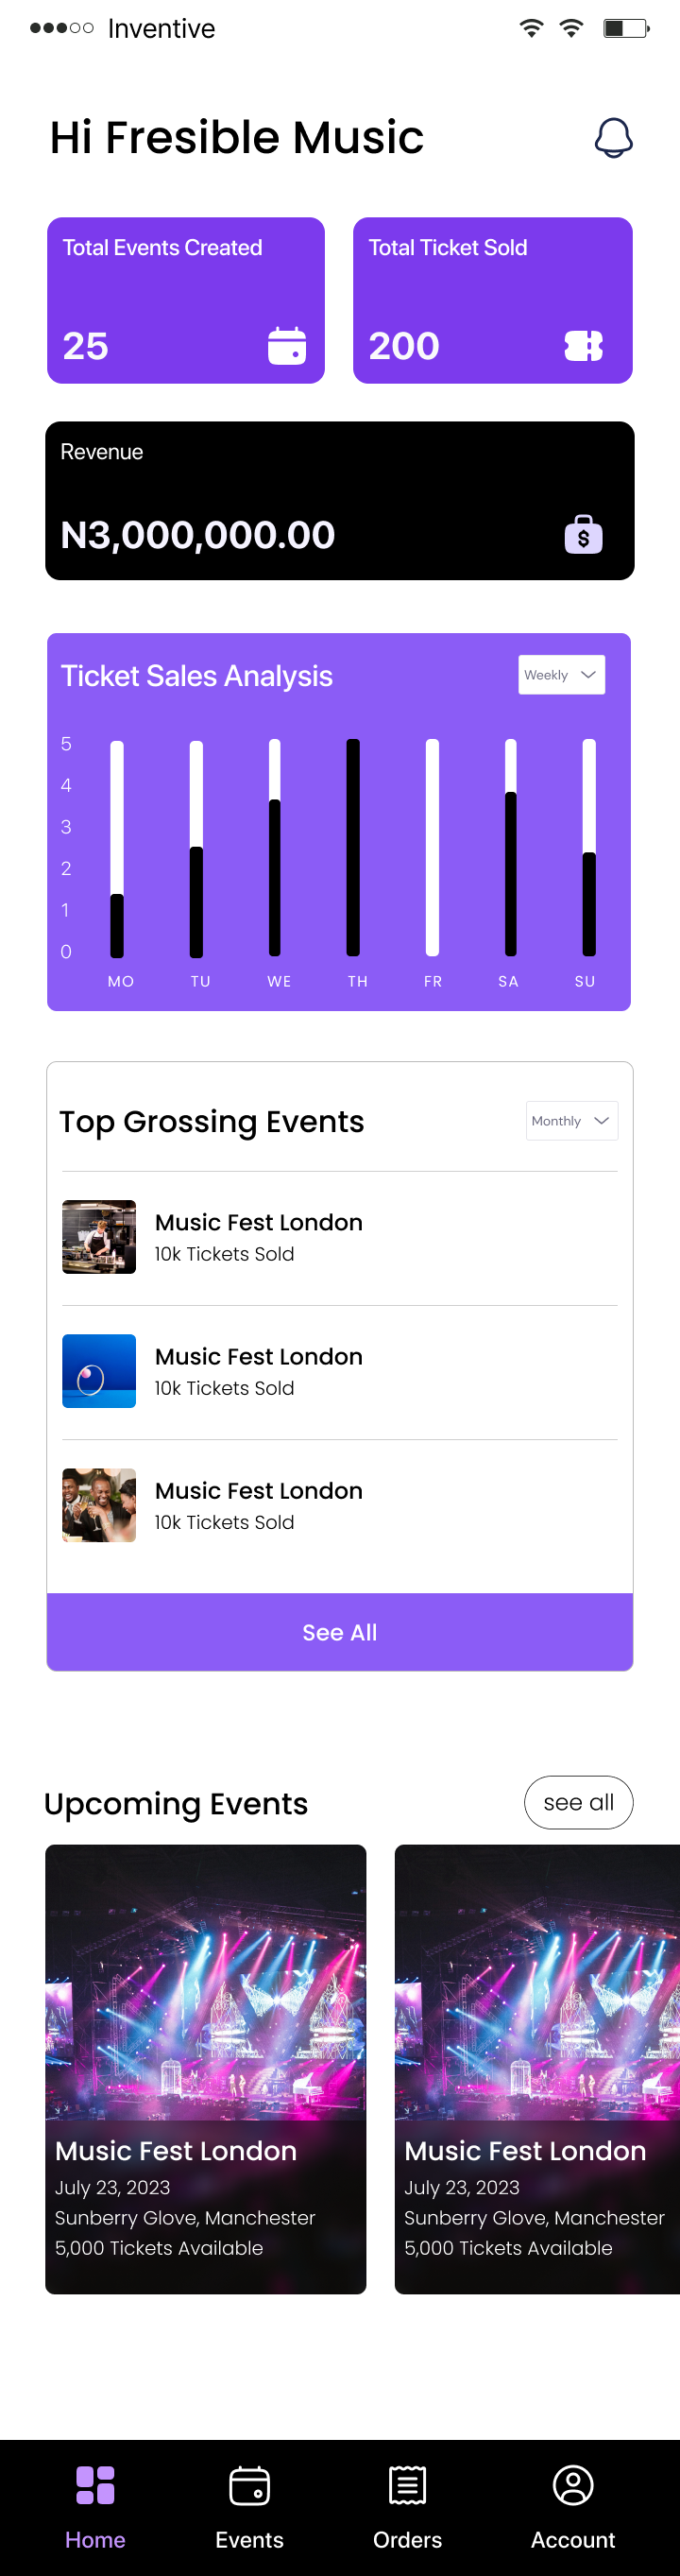 Inventive
Hi Fresible Music
Total Events Created
25
Total Ticket Sold
200
Revenue
N3,000,000.00
$
Ticket Sales Analysis
Weekly
5
4
3
2
1
0
MO TU WE TH FR SA SU
Top Grossing Events
Monthly
Music Fest London
10k Tickets Sold
Music Fest London
10k Tickets Sold
Music Fest London
10k Tickets Sold
See All
Upcoming Events
see all
Music Fest London
July 23, 2023
Sunberry Glove, Manchester
5,000 Tickets Available
Music Fest London
July 23, 2023
Sunberry Glove, Manchester
5,000 Tickets Available
Home Events Orders Account